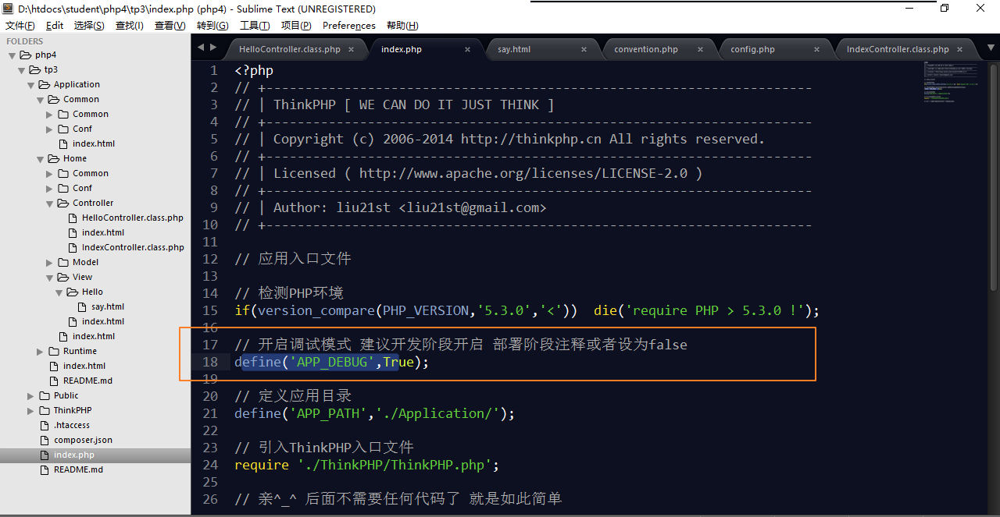 D:\htdocs\student\php4\tp3\index.php (php4) - Sublime Text (UNREGISTERED)
文件(F) Edit 选择(S) 查找(I) 查看(V) 转到(G) 工具(T) 项目(P) Preferences 帮助(H)
FOLDERS
php4
tp3
Application
Common
Common
Conf
index.html
Home
Common
Conf
Controller
HelloController.class.php
index.html
IndexController.class.php
Model
View
Hello
say.html
index.html
index.html
Runtime
index.html
README.md
Public
ThinkPHP
.htaccess
composer.json
index.php
README.md
HelloController.class.php × index.php × say.html × convention.php × config.php × IndexController.class.php ×
1 <?php
2 // +----------------------------------------------------------------------
3 // | ThinkPHP [ WE CAN DO IT JUST THINK ]
4 // +----------------------------------------------------------------------
5 // | Copyright (c) 2006-2014 http://thinkphp.cn All rights reserved.
6 // +----------------------------------------------------------------------
7 // | Licensed ( http://www.apache.org/licenses/LICENSE-2.0 )
8 // +----------------------------------------------------------------------
9 // | Author: liu21st <liu21st@gmail.com>
10 // +----------------------------------------------------------------------
11
12 // 应用入口文件
13
14 // 检测PHP环境
15 if(version_compare(PHP_VERSION,'5.3.0','<'))  die('require PHP > 5.3.0 !');
16
17 // 开启调试模式 建议开发阶段开启 部署阶段注释或者设为false
18 define('APP_DEBUG',True);
19
20 // 定义应用目录
21 define('APP_PATH','./Application/');
22
23 // 引入ThinkPHP入口文件
24 require './ThinkPHP/ThinkPHP.php';
25
26 // 亲^_^ 后面不需要任何代码了 就是如此简单